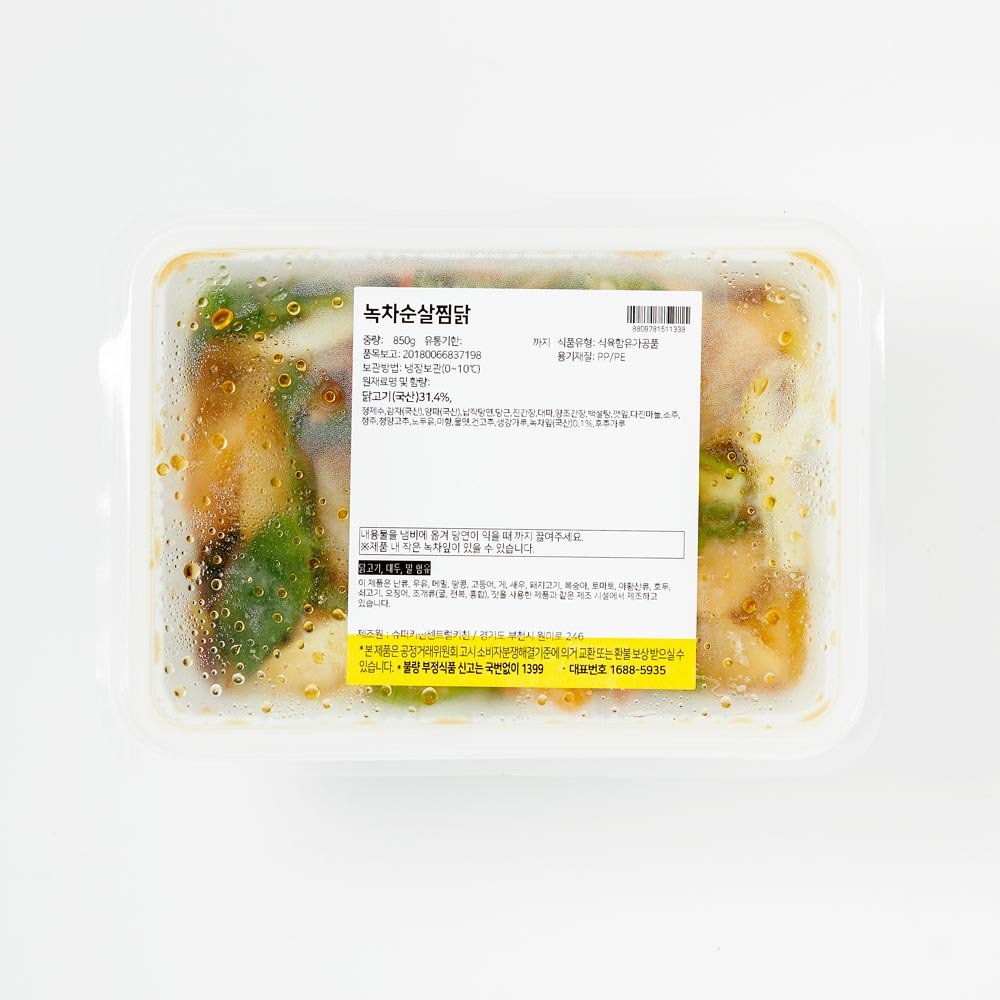 녹차순살찜닭
8809781511338
중량: 850g 유통기한: 까지 식품유형: 식육함유가공품
품목보고: 20180066837198 용기재질: PP/PE
보관방법: 냉장보관(0~10℃)
원재료명 및 함량:
닭고기(국산)31.4%,
정제수,감자(국산),양파(국산),납작당면,당근,진간장,대파,양조간장,백설탕,깻잎,다진마늘,소주,
청주,청양고추,노두유,미향,물엿,건고추,생강가루,녹차잎(국산)0.1%,후추가루
내용물을 냄비에 옮겨 당면이 익을 때 까지 끓여주세요.
※제품 내 작은 녹차잎이 있을 수 있습니다.
닭고기, 대두, 밀 함유
이 제품은 난류, 우유, 메밀, 땅콩, 고등어, 게, 새우, 돼지고기, 복숭아, 토마토, 아황산류, 호두,
쇠고기, 오징어, 조개류(굴, 전복, 홍합), 잣을 사용한 제품과 같은 제조 시설에서 제조하고
있습니다.
제조원 : 슈퍼키친센트럴키친 / 경기도 부천시 원미로 246
*본 제품은 공정거래위원회 고시 소비자분쟁해결기준에 의거 교환 또는 환불 보상 받으실 수
있습니다. *불량 부정식품 신고는 국번없이 1399 · 대표번호 1688-5935